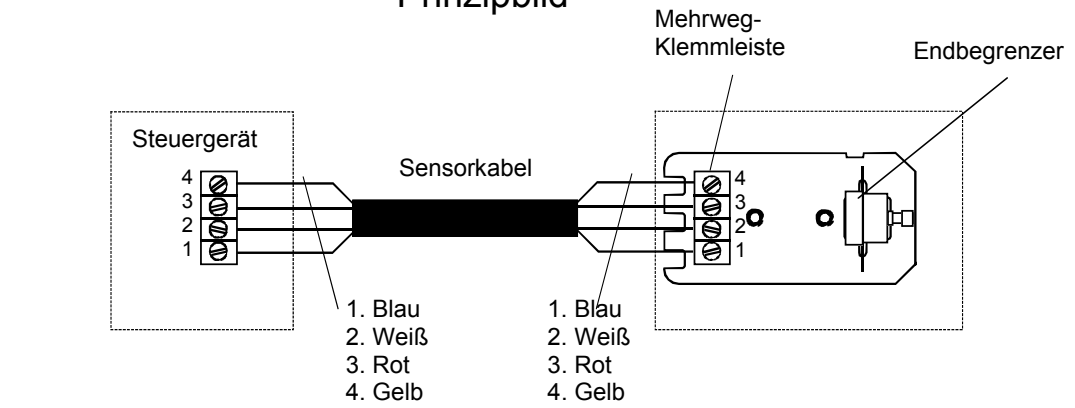 Prinzipbild
Mehrweg-
Klemmleiste
Endbegrenzer
Steuergerät
Sensorkabel
4
3
2
1
4
3
2
1
1. Blau
2. Weiß
3. Rot
4. Gelb
1. Blau
2. Weiß
3. Rot
4. Gelb